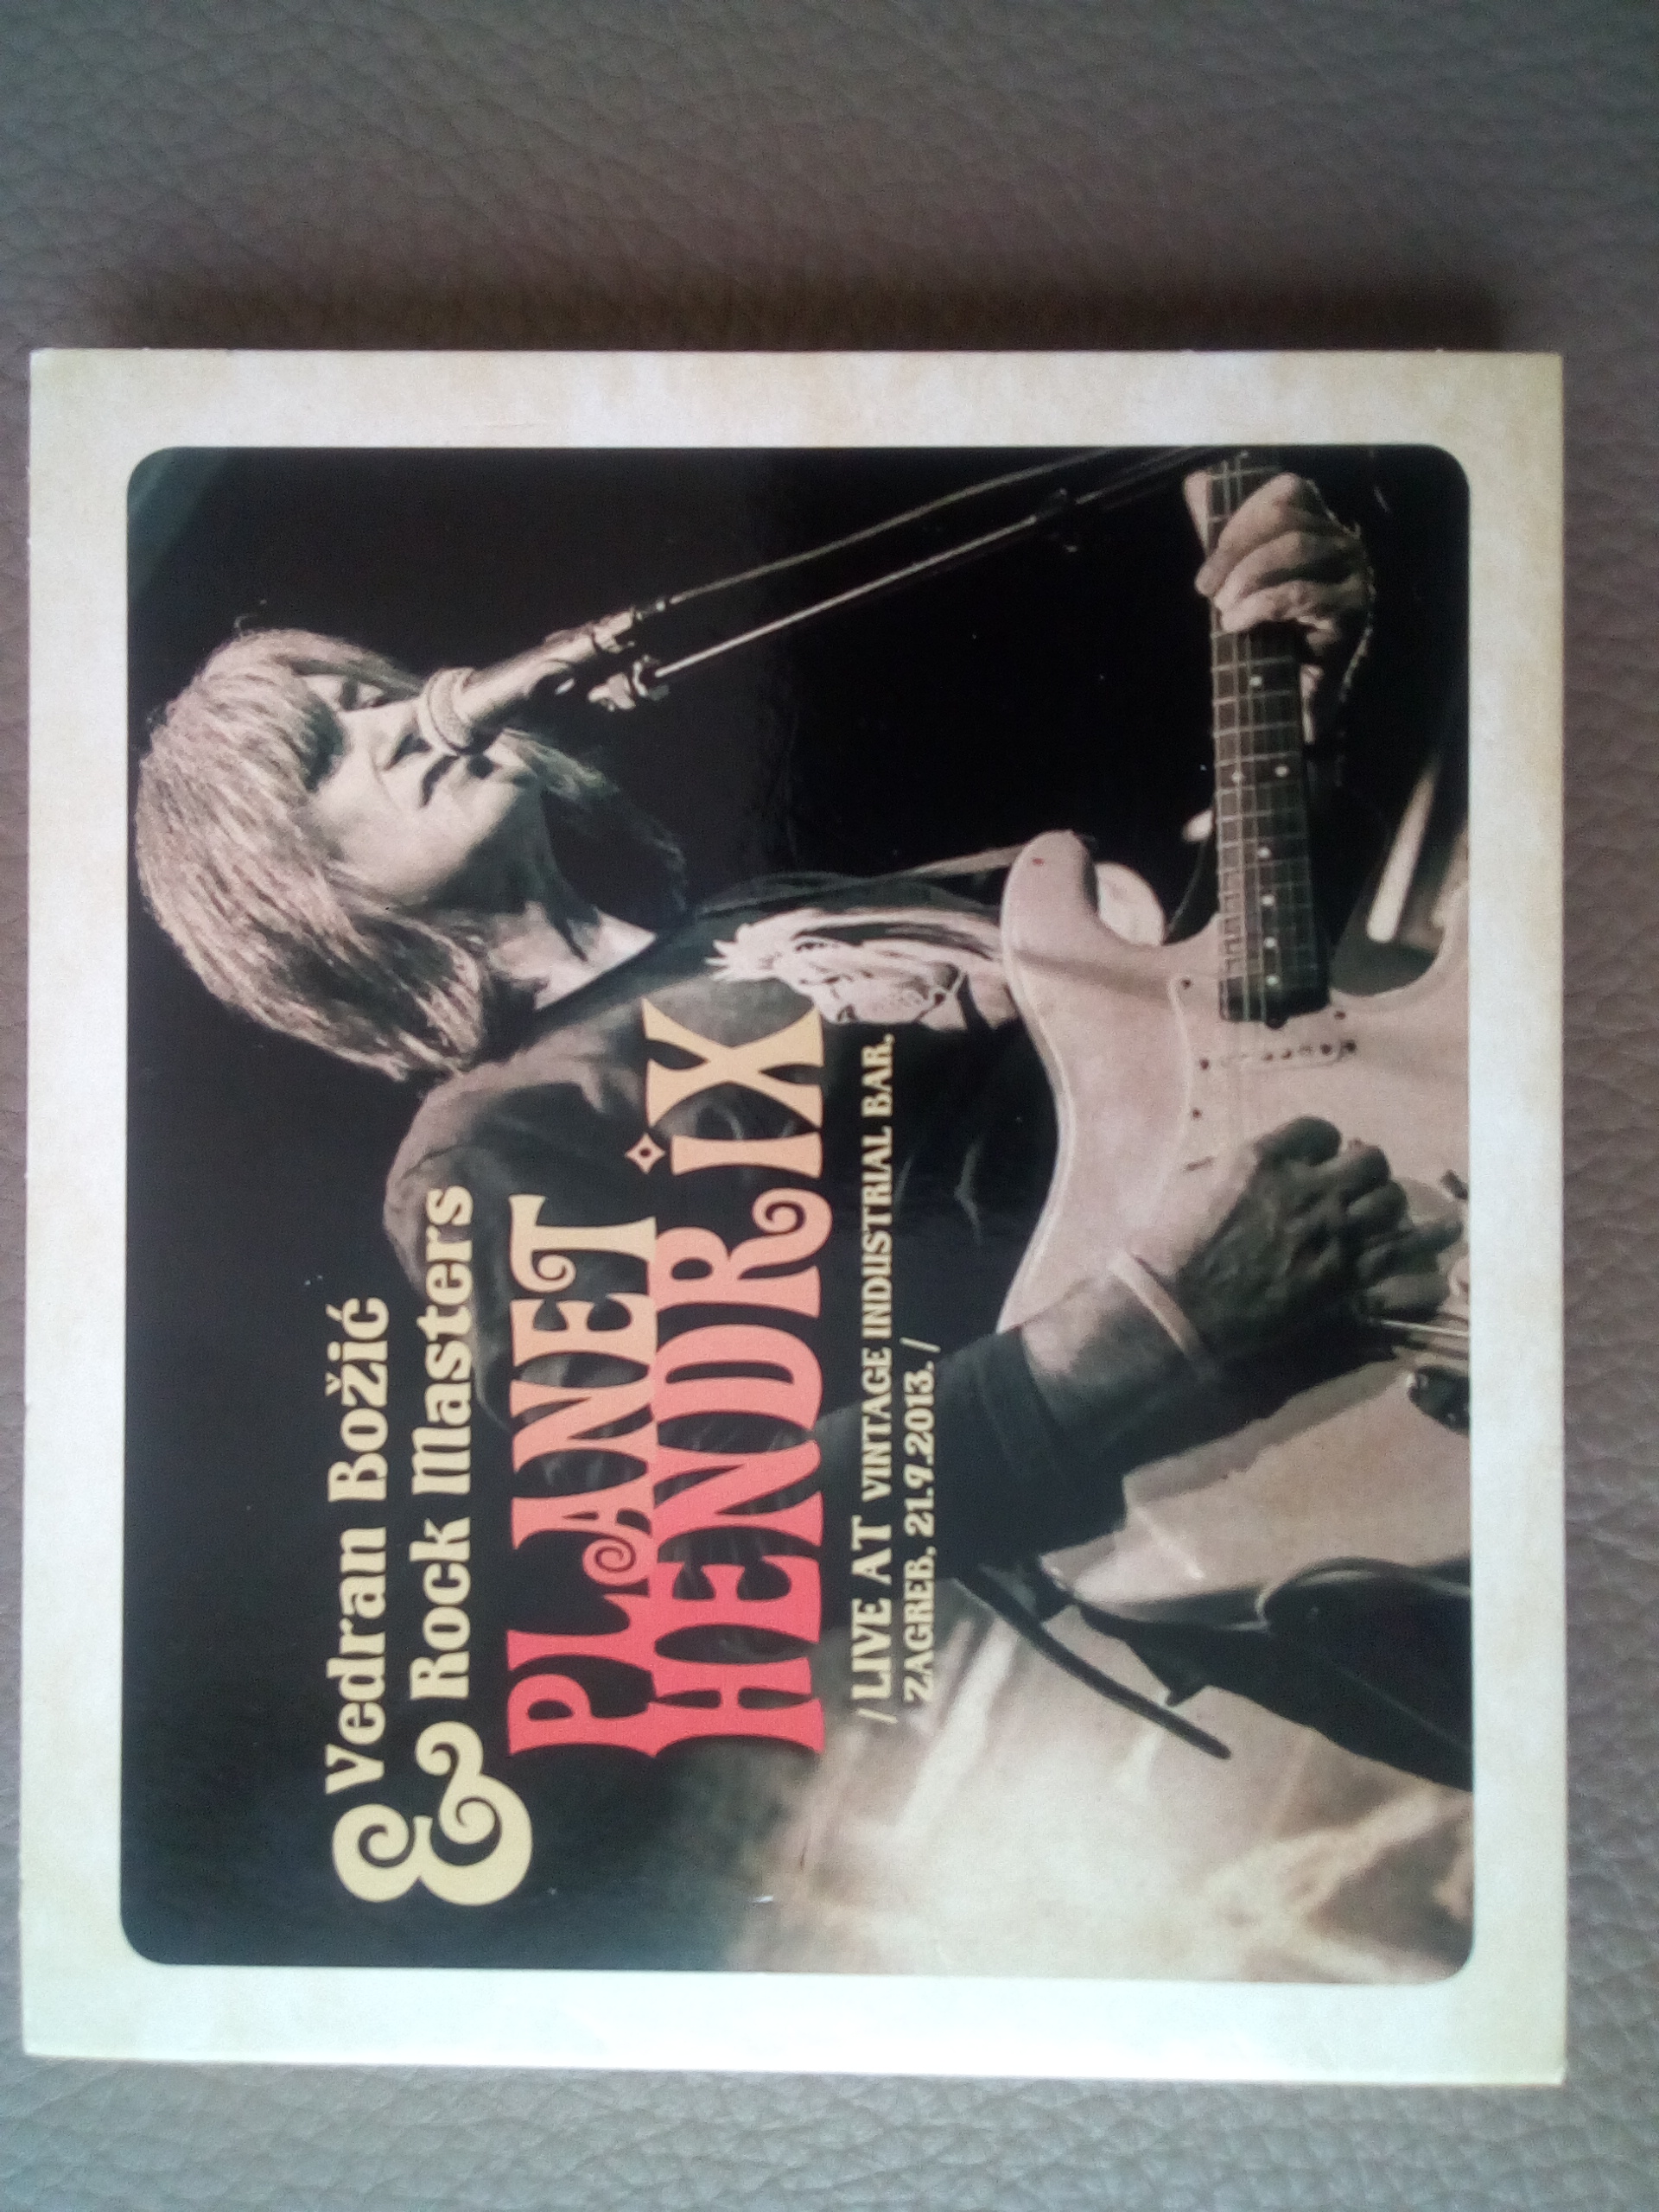 Vedran Božić
& Rock Masters
PLANET
HENDRiX
/ LIVE AT VINTAGE INDUSTRIAL BAR,
ZAGREB, 21.9.2013. /